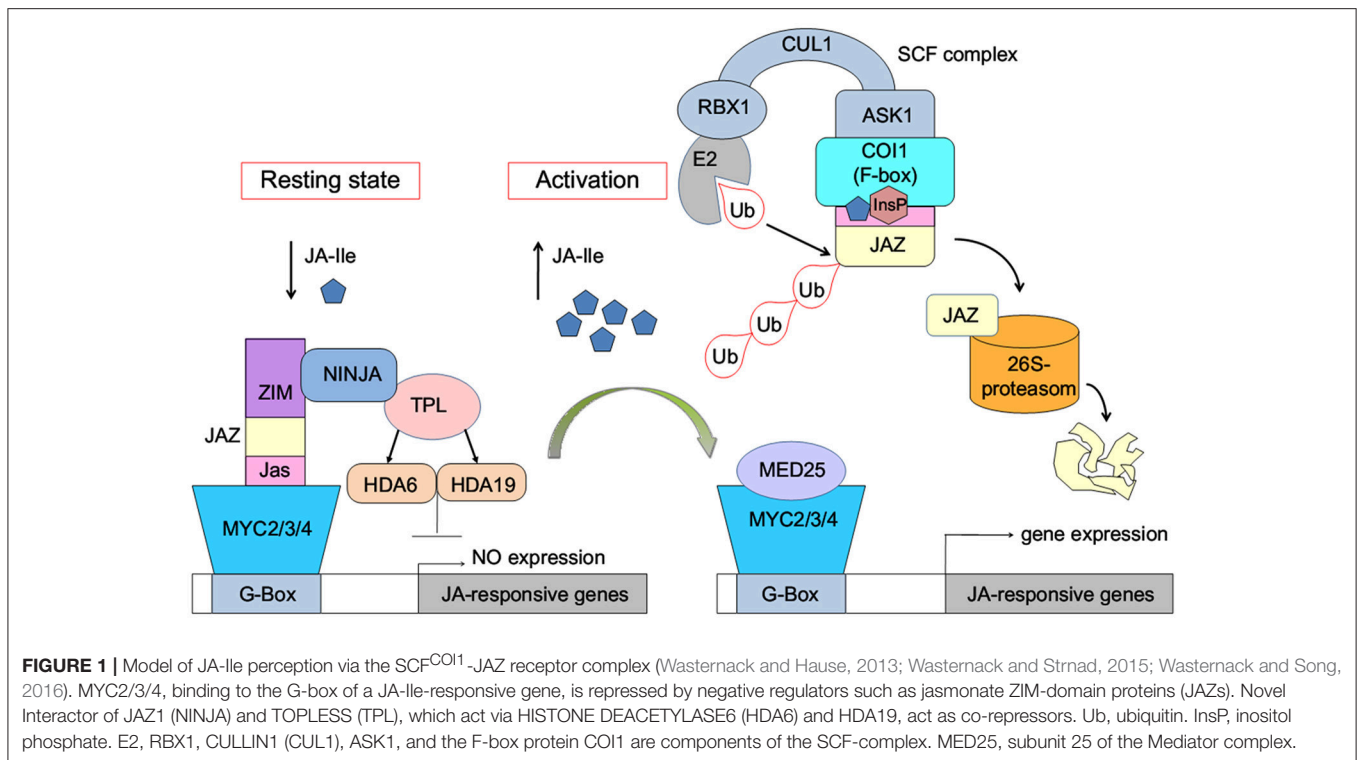 CUL1
SCF complex
RBX1
ASK1
E2
COI1
(F-box)
Resting state
Activation
Ub
InsP
JAZ
JA-Ile
JA-Ile
Ub
Ub
Ub
JAZ
26S-
proteasom
ZIM
NINJA
TPL
JAZ
Jas
HDA6
HDA19
MED25
MYC2/3/4
MYC2/3/4
NO expression
gene expression
G-Box
JA-responsive genes
G-Box
JA-responsive genes
FIGURE 1 | Model of JA-Ile perception via the SCF^COI1-JAZ receptor complex (Wasternack and Hause, 2013; Wasternack and Strnad, 2015; Wasternack and Song,
2016). MYC2/3/4, binding to the G-box of a JA-Ile-responsive gene, is repressed by negative regulators such as jasmonate ZIM-domain proteins (JAZs). Novel
Interactor of JAZ1 (NINJA) and TOPLESS (TPL), which act via HISTONE DEACETYLASE6 (HDA6) and HDA19, act as co-repressors. Ub, ubiquitin. InsP, inositol
phosphate. E2, RBX1, CULLIN1 (CUL1), ASK1, and the F-box protein COI1 are components of the SCF-complex. MED25, subunit 25 of the Mediator complex.